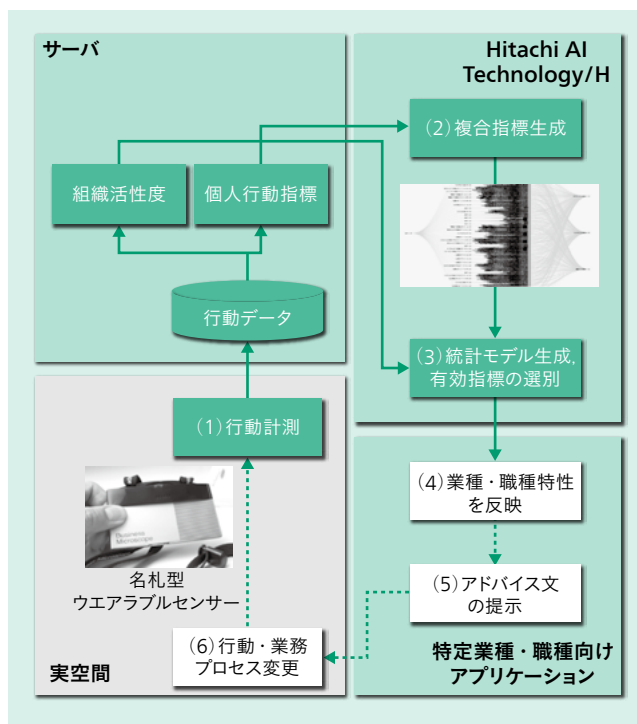 サーバ
Hitachi AI
Technology/H
(2)複合指標生成
組織活性度
個人行動指標
行動データ
(3)統計モデル生成,
有効指標の選別
(1)行動計測
Business
Microscope
名札型
ウエアラブルセンサー
(4)業種・職種特性
を反映
(5)アドバイス文
の提示
(6)行動・業務
プロセス変更
実空間
特定業種・職種向け
アプリケーション